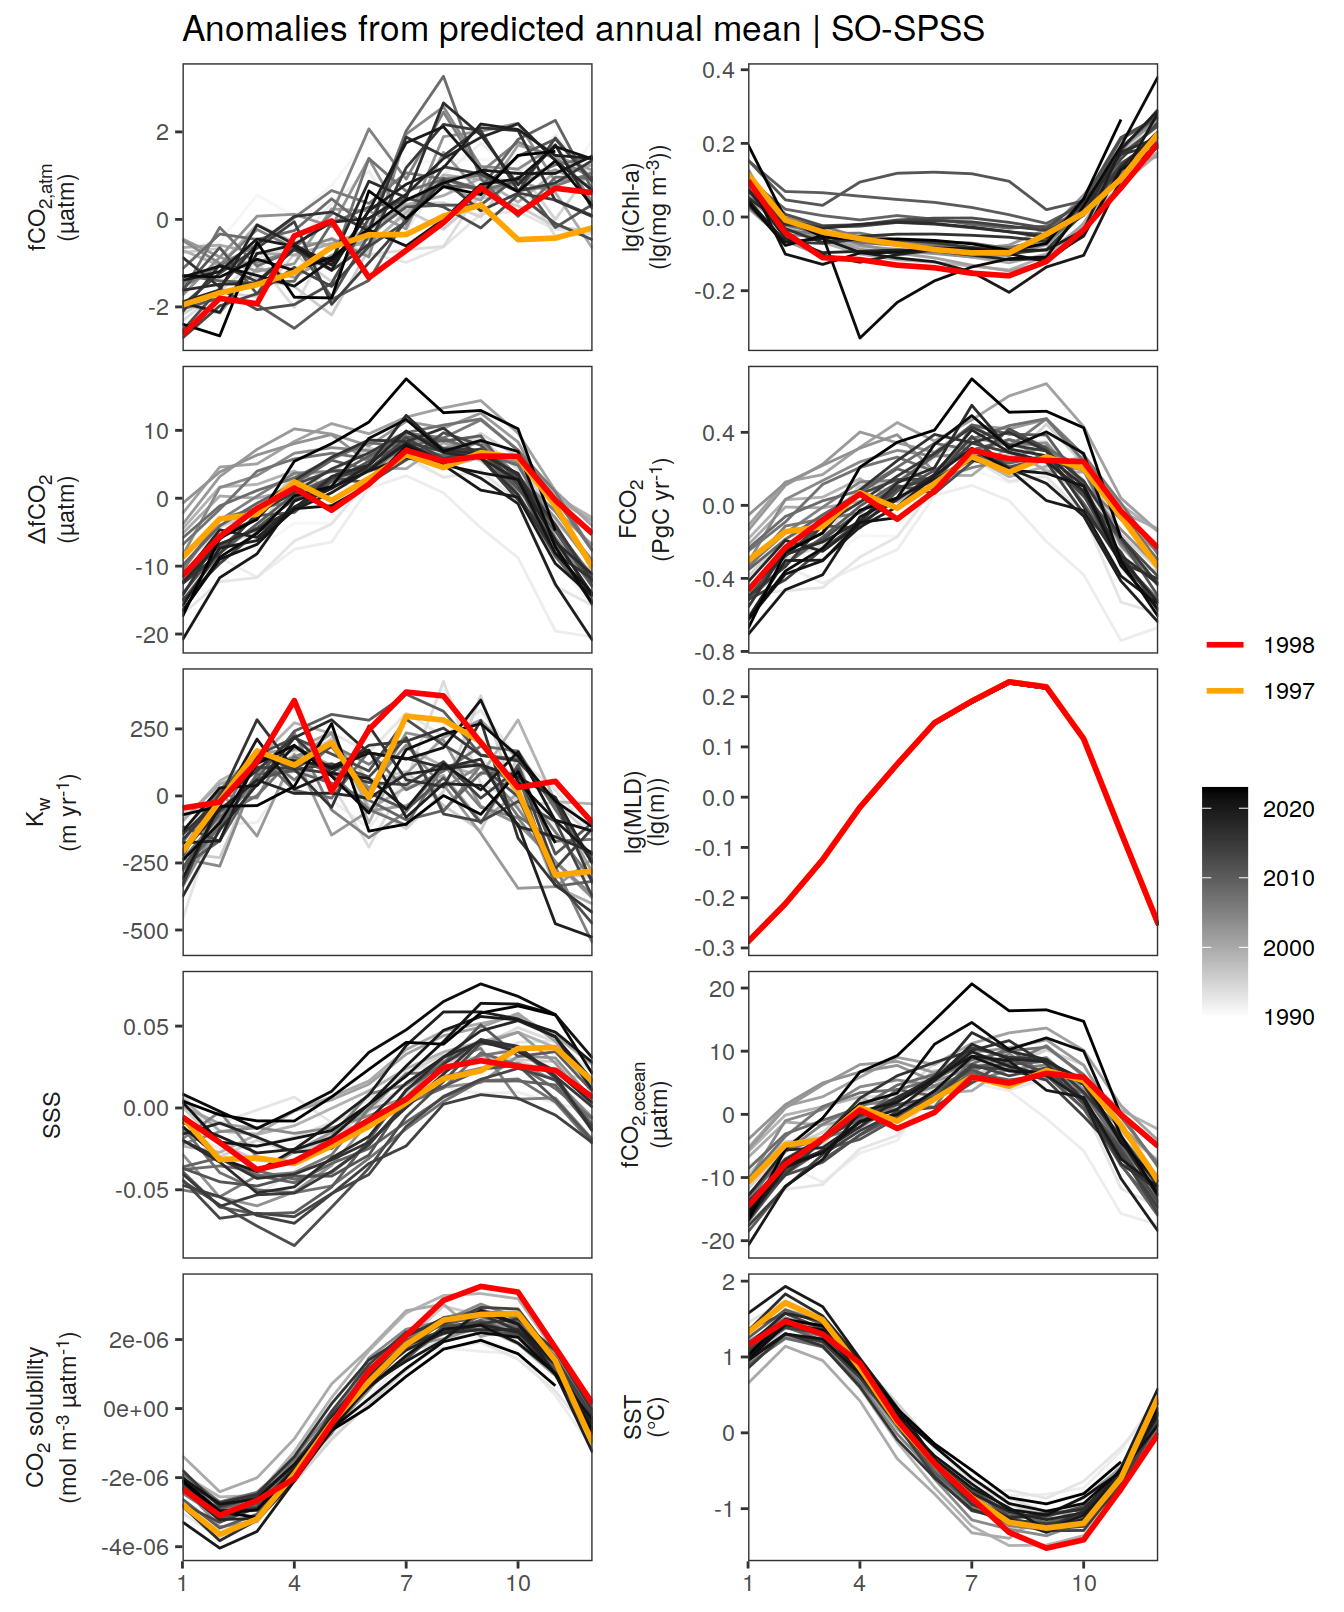 Anomalies from predicted annual mean | SO-SPSS
fCO2,atm
(µatm)
2
0
-2
lg(Chl-a)
(lg(mg m-3))
0.4
0.2
0.0
-0.2
ΔfCO2
(µatm)
10
0
-10
-20
FCO2
(PgC yr-1)
0.4
0.0
-0.4
-0.8
Kw
(m yr-1)
250
0
-250
-500
lg(MLD)
(lg(m))
0.2
0.1
0.0
-0.1
-0.2
-0.3
SSS
0.05
0.00
-0.05
fCO2,ocean
(µatm)
20
10
0
-10
-20
CO2 solubility
(mol m-3 µatm-1)
2e-06
0e+00
-2e-06
-4e-06
1 4 7 10
SST
(°C)
2
1
0
-1
1 4 7 10
1998
1997
2020
2010
2000
1990